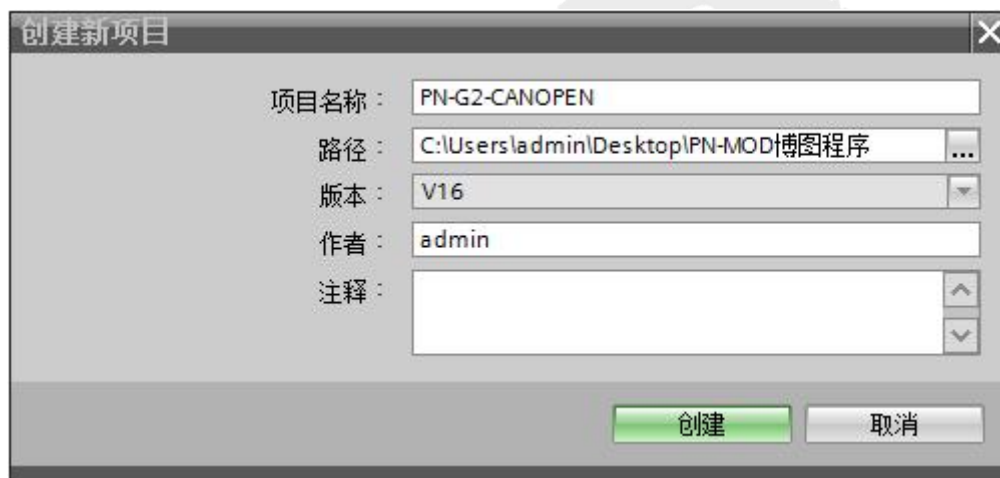 创建新项目
项目名称： PN-G2-CANOPEN
路径： C:\Users\admin\Desktop\PN-MOD博图程序 ...
版本： V16
作者： admin
注释：
创建 取消